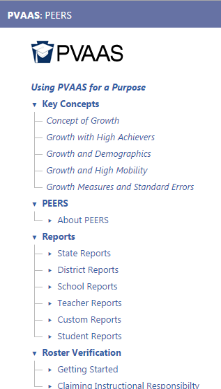 PVAAS: PEERS
PVAAS
Using PVAAS for a Purpose
Key Concepts
Concept of Growth
Growth with High Achievers
Growth and Demographics
Growth and High Mobility
Growth Measures and Standard Errors
PEERS
About PEERS
Reports
State Reports
District Reports
School Reports
Teacher Reports
Custom Reports
Student Reports
Roster Verification
Getting Started
Claiming Instructional Responsibilty